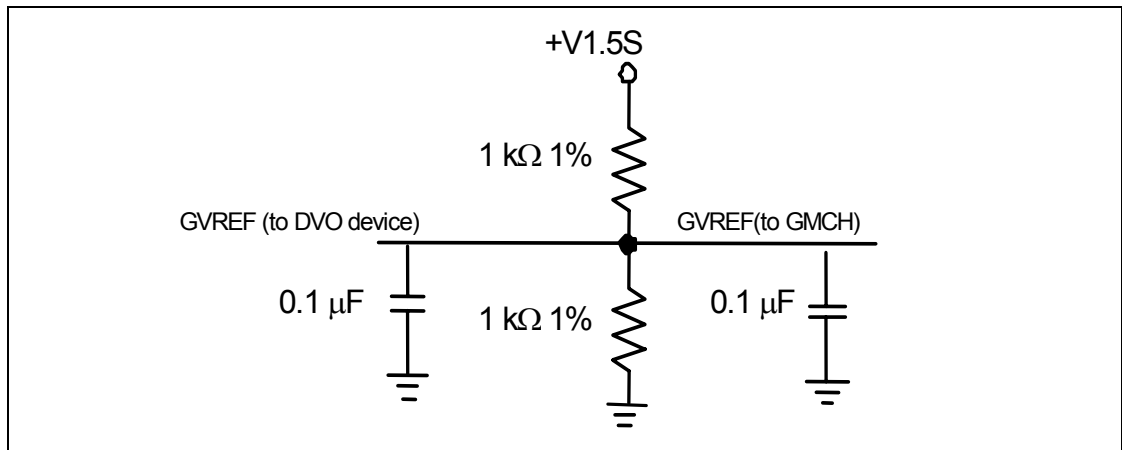 +V1.5S
1 kΩ 1%
GVREF (to DVO device)
GVREF(to GMCH)
0.1 μF
1 kΩ 1%
0.1 μF